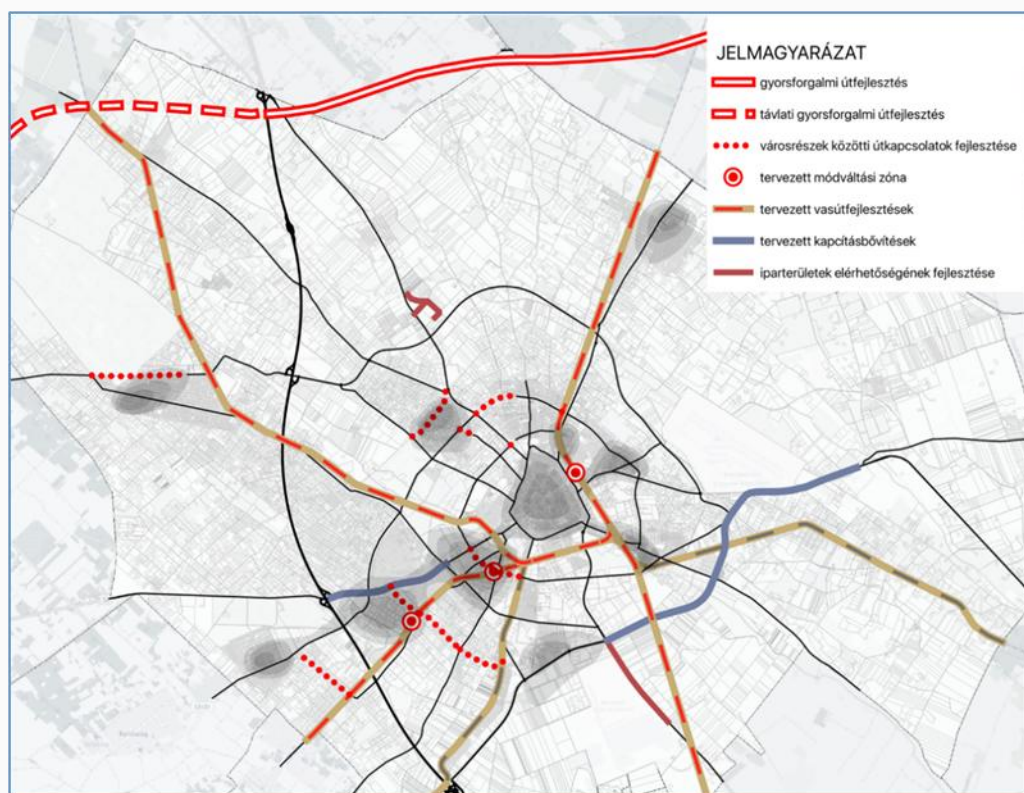 JELMAGYARÁZAT
gyorsforgalmi útfejlesztés
távlati gyorsforgalmi útfejlesztés
városrészek közötti útkapcsolatok fejlesztése
tervezett módváltási zóna
tervezett vasútfejlesztések
tervezett kapcitásbővítések
iparterületek elérhetőségének fejlesztése